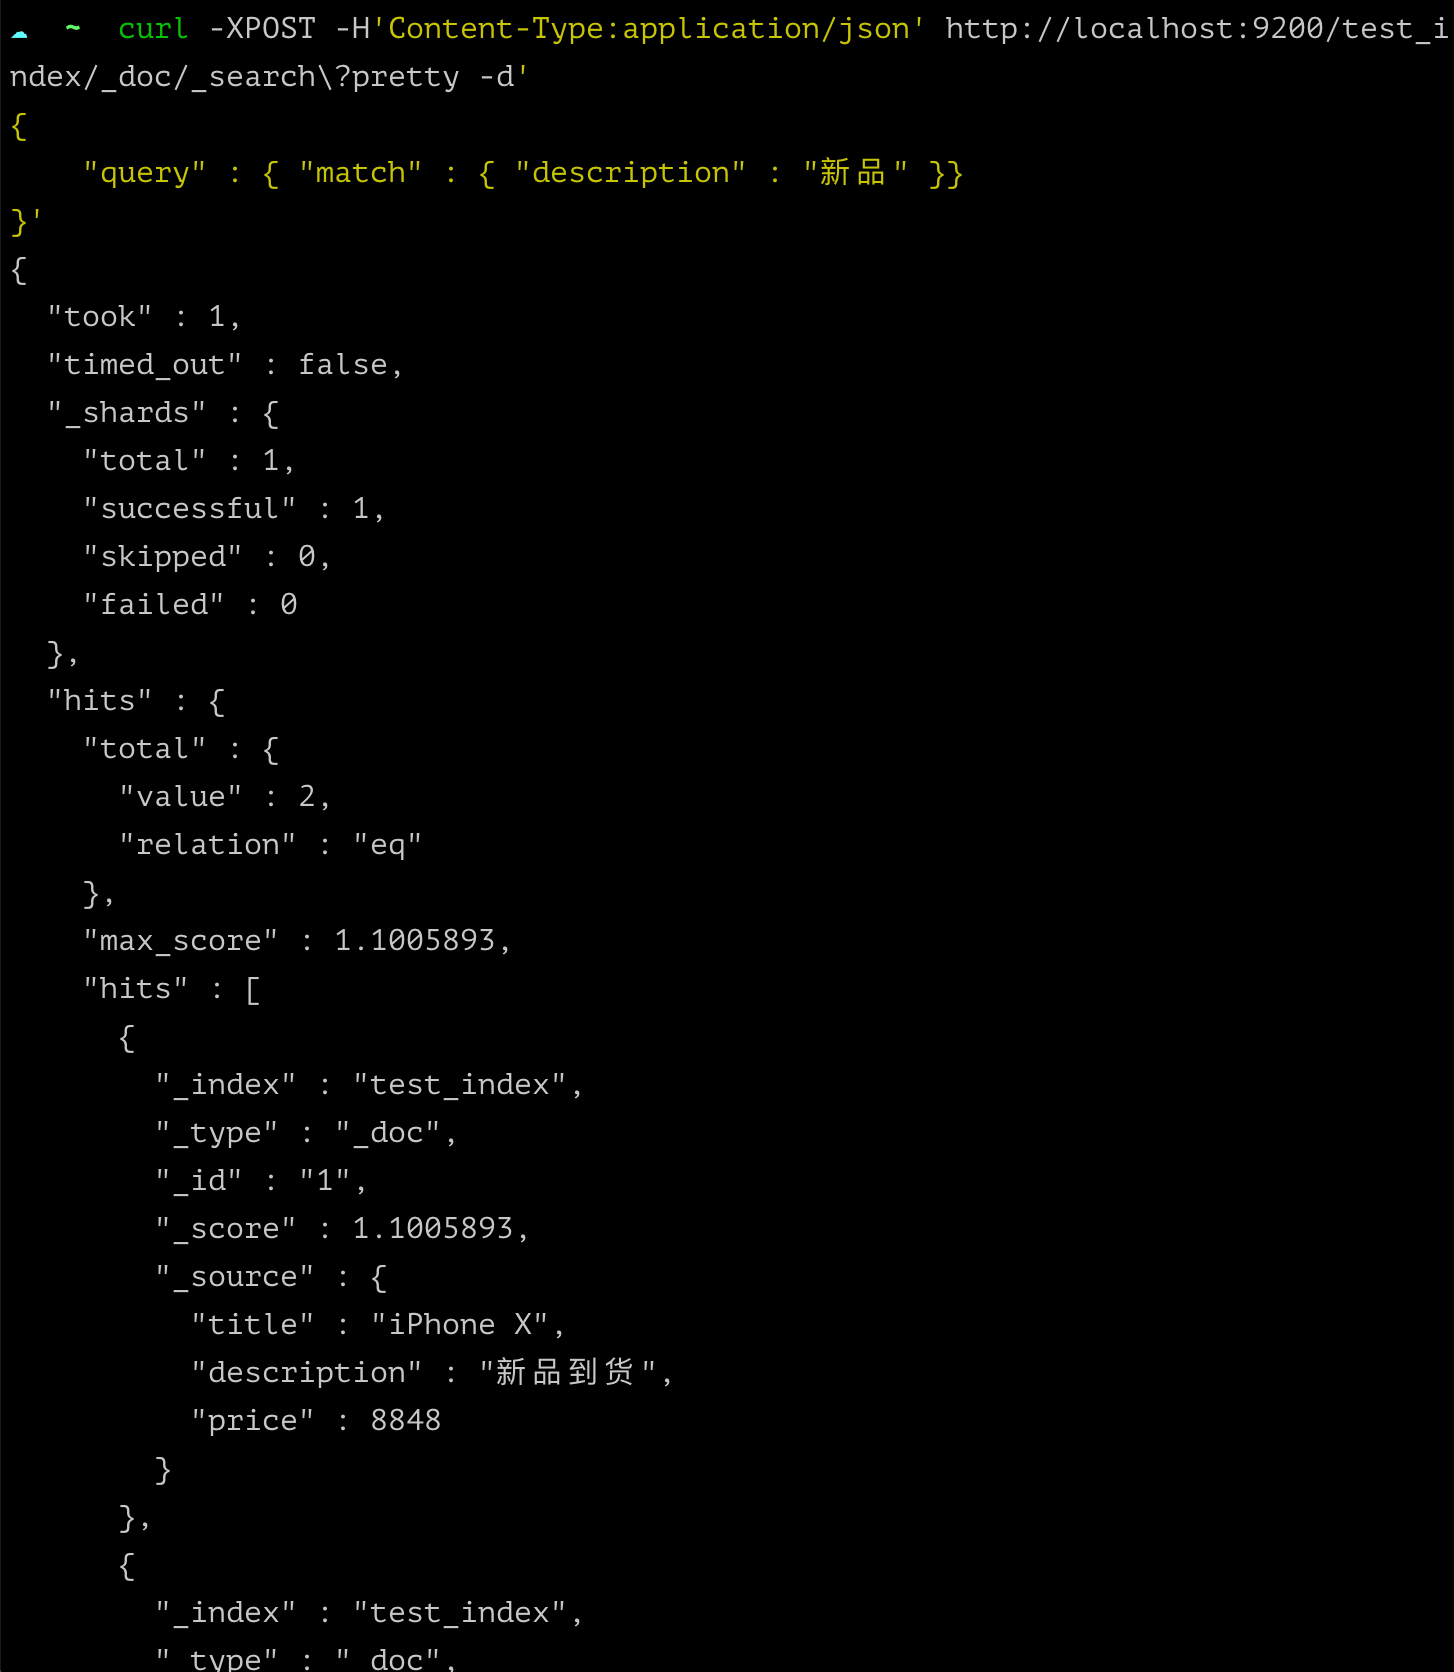 ☁  ~  curl -XPOST -H'Content-Type:application/json' http://localhost:9200/test_i
ndex/_doc/_search\?pretty -d'
{
    "query" : { "match" : { "description" : "新品" }}
}'
{
  "took" : 1,
  "timed_out" : false,
  "_shards" : {
    "total" : 1,
    "successful" : 1,
    "skipped" : 0,
    "failed" : 0
  },
  "hits" : {
    "total" : {
      "value" : 2,
      "relation" : "eq"
    },
    "max_score" : 1.1005893,
    "hits" : [
      {
        "_index" : "test_index",
        "_type" : "_doc",
        "_id" : "1",
        "_score" : 1.1005893,
        "_source" : {
          "title" : "iPhone X",
          "description" : "新品到货",
          "price" : 8848
        }
      },
      {
        "_index" : "test_index",
        "_type" : "_doc",